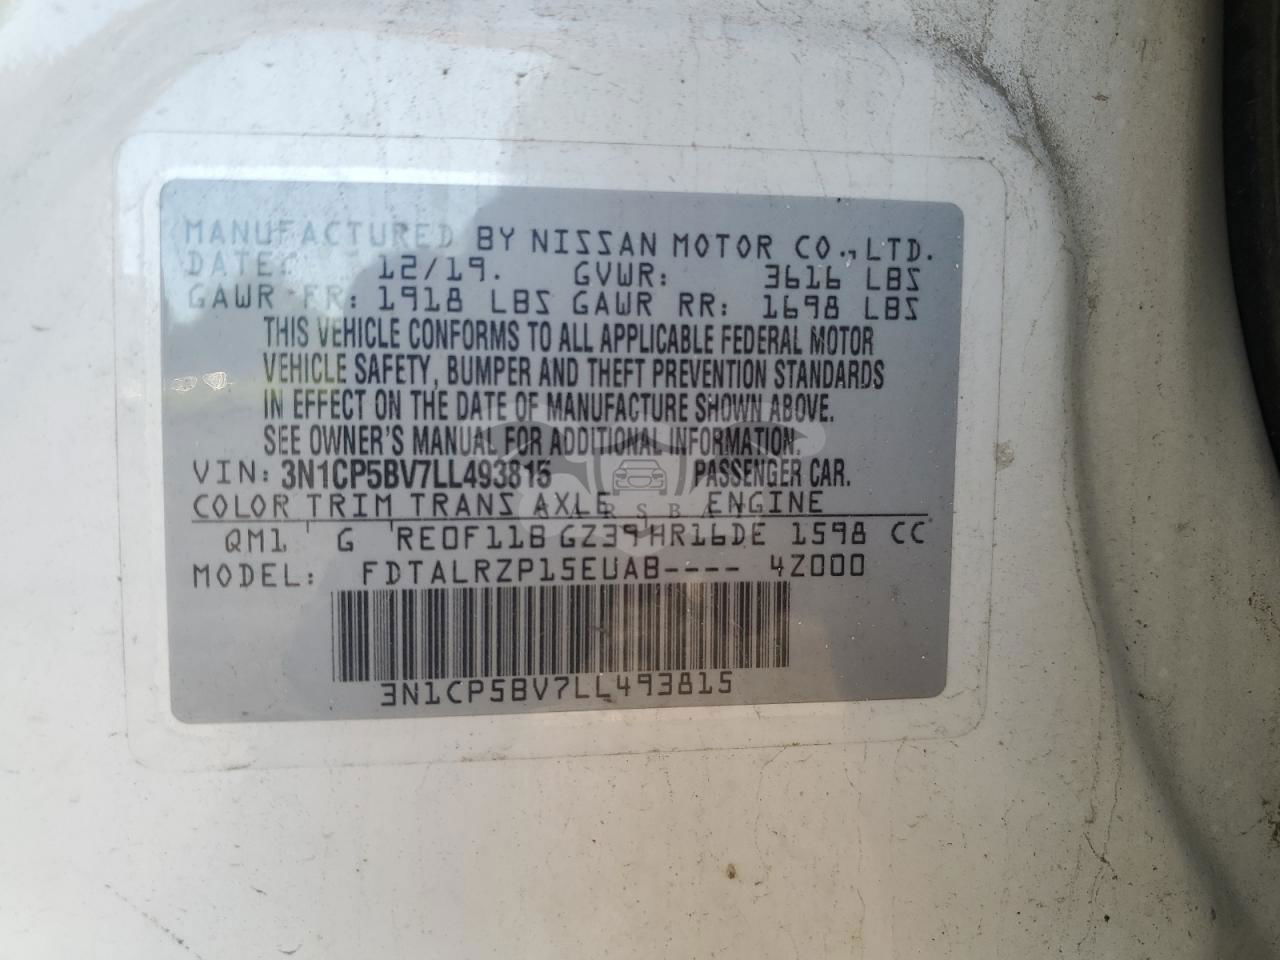 MANUFACTURED BY NISSAN MOTOR CO., LTD.
DATE: 12/19. GVWR: 3616 LBS
GAWR FR: 1918 LBS GAWR RR: 1698 LBS
THIS VEHICLE CONFORMS TO ALL APPLICABLE FEDERAL MOTOR
VEHICLE SAFETY, BUMPER AND THEFT PREVENTION STANDARDS
IN EFFECT ON THE DATE OF MANUFACTURE SHOWN ABOVE.
SEE OWNER'S MANUAL FOR ADDITIONAL INFORMATION.
VIN: 3N1CP5BV7LL493815 PASSENGER CAR.
COLOR TRIM TRANS AXLE ENGINE
QM1 G RE0F11B GZ39 HR16DE 1598 CC
MODEL: FDTALRZP15EUAB---- 4Z000
3N1CP5BV7LL493815